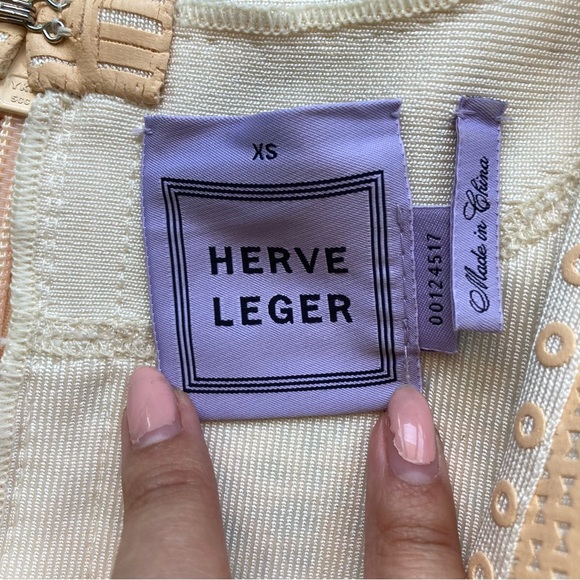 XS
HERVE
LEGER
00124517
Made in China